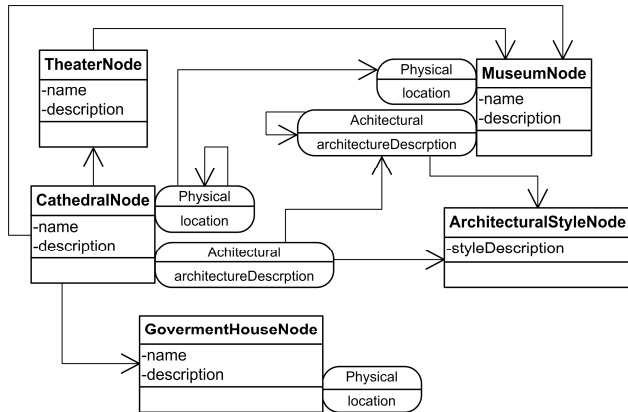 TheaterNode
-name
-description
Physical
location
MuseumNode
-name
-description
Achitectural
architectureDescrption
CathedralNode
-name
-description
Physical
location
Achitectural
architectureDescrption
ArchitecturalStyleNode
-styleDescription
GovermentHouseNode
-name
-description
Physical
location